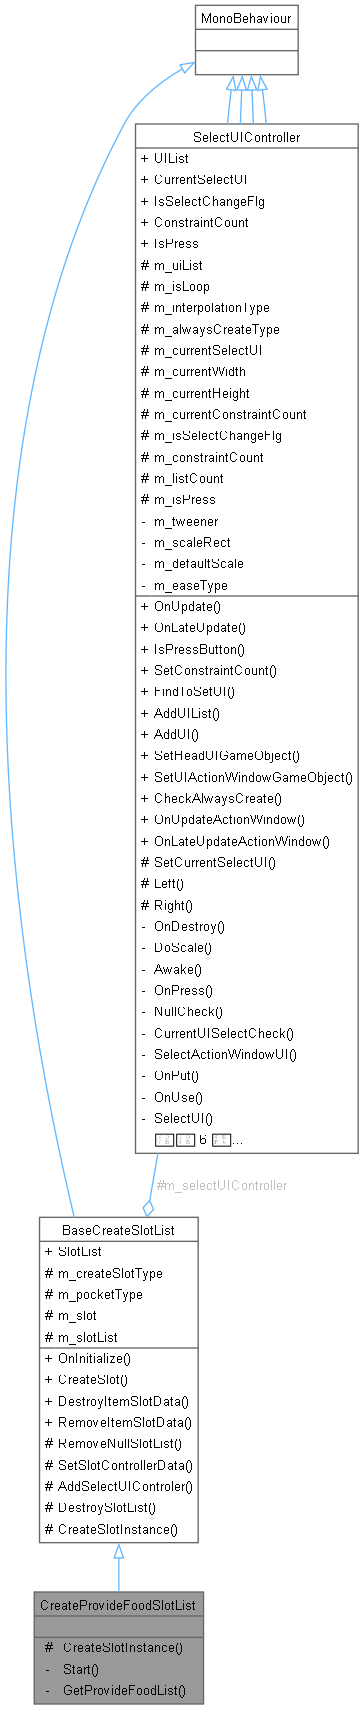 MonoBehaviour
SelectUIController
+ UIList
+ CurrentSelectUI
+ IsSelectChangeFlg
+ ConstraintCount
+ IsPress
# m_uiList
# m_isLoop
# m_interpolationType
# m_alwaysCreateType
# m_currentSelectUI
# m_currentWidth
# m_currentHeight
# m_currentConstraintCount
# m_isSelectChangeFlg
# m_constraintCount
# m_listCount
# m_isPress
- m_tweener
- m_scaleRect
- m_defaultScale
- m_easeType
+ OnUpdate()
+ OnLateUpdate()
+ IsPressButton()
+ SetConstraintCount()
+ FindToSetUI()
+ AddUIList()
+ AddUI()
+ SetHeadUIGameObject()
+ SetUIActionWindowGameObject()
+ CheckAlwaysCreate()
+ OnUpdateActionWindow()
+ OnLateUpdateActionWindow()
# SetCurrentSelectUI()
# Left()
# Right()
- OnDestroy()
- DoScale()
- Awake()
- OnPress()
- NullCheck()
- CurrentUISelectCheck()
- SelectActionWindowUI()
- OnPut()
- OnUse()
- SelectUI()
6 ...
#m_selectUIController
BaseCreateSlotList
+ SlotList
# m_createSlotType
# m_pocketType
# m_slot
# m_slotList
+ OnInitialize()
+ CreateSlot()
+ DestroyItemSlotData()
+ RemoveItemSlotData()
# RemoveNullSlotList()
# SetSlotControllerData()
# AddSelectUIControler()
# DestroySlotList()
# CreateSlotInstance()
CreateProvideFoodSlotList
# CreateSlotInstance()
- Start()
- GetProvideFoodList()